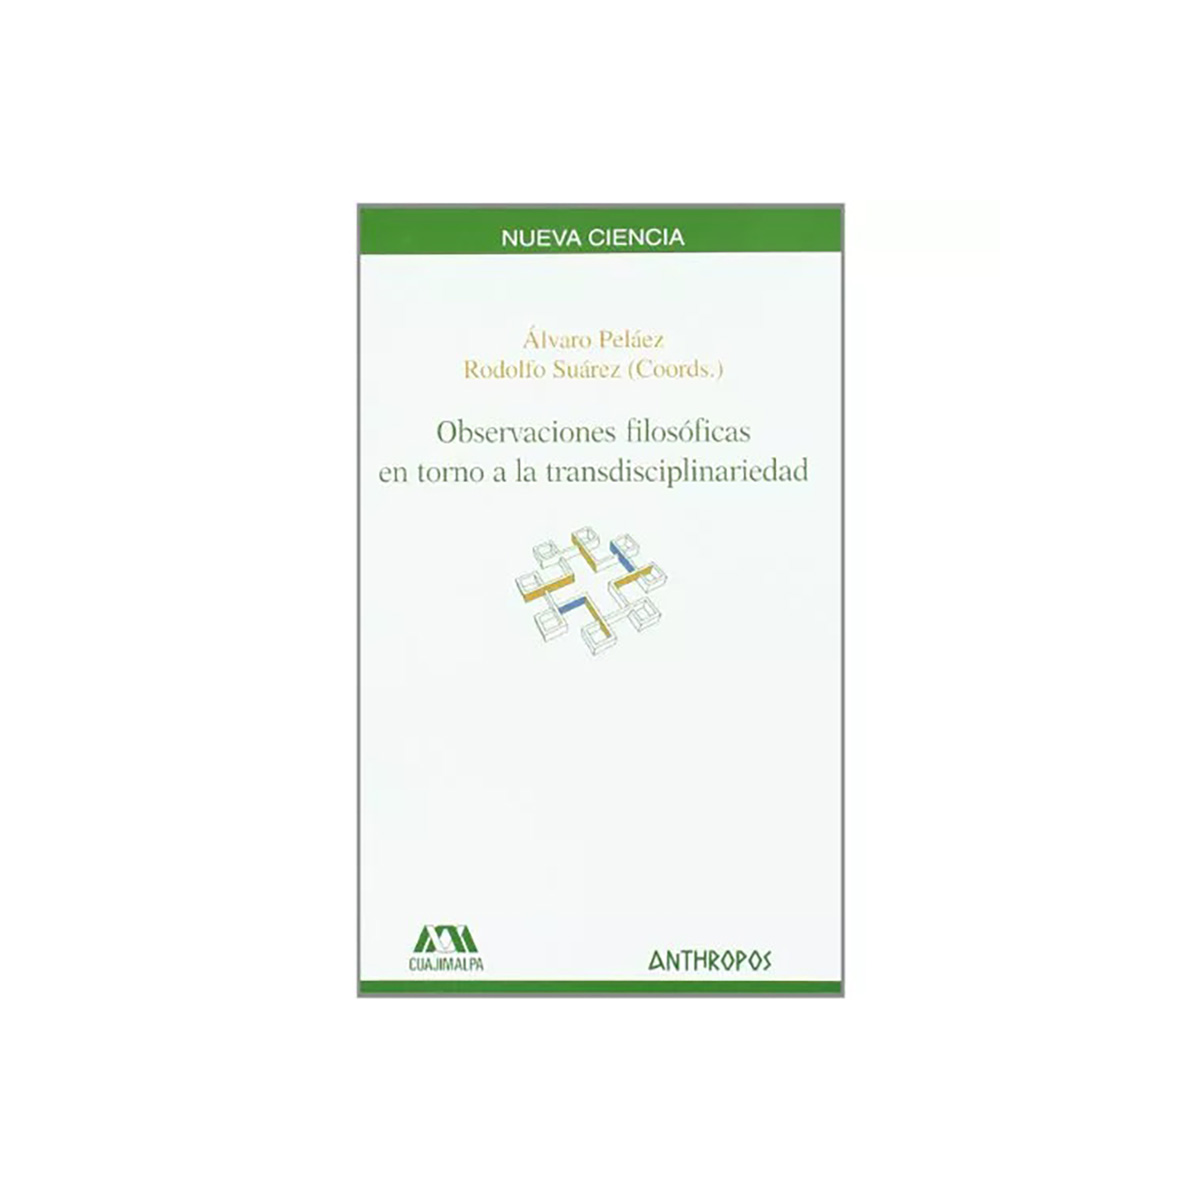 NUEVA CIENCIA
Álvaro Peláez
Rodolfo Suárez (Coords.)
Observaciones filosóficas
en torno a la transdisciplinariedad
CUAJIMALPA
ANTHROPOS